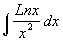 ∫ Lnx/x² dx